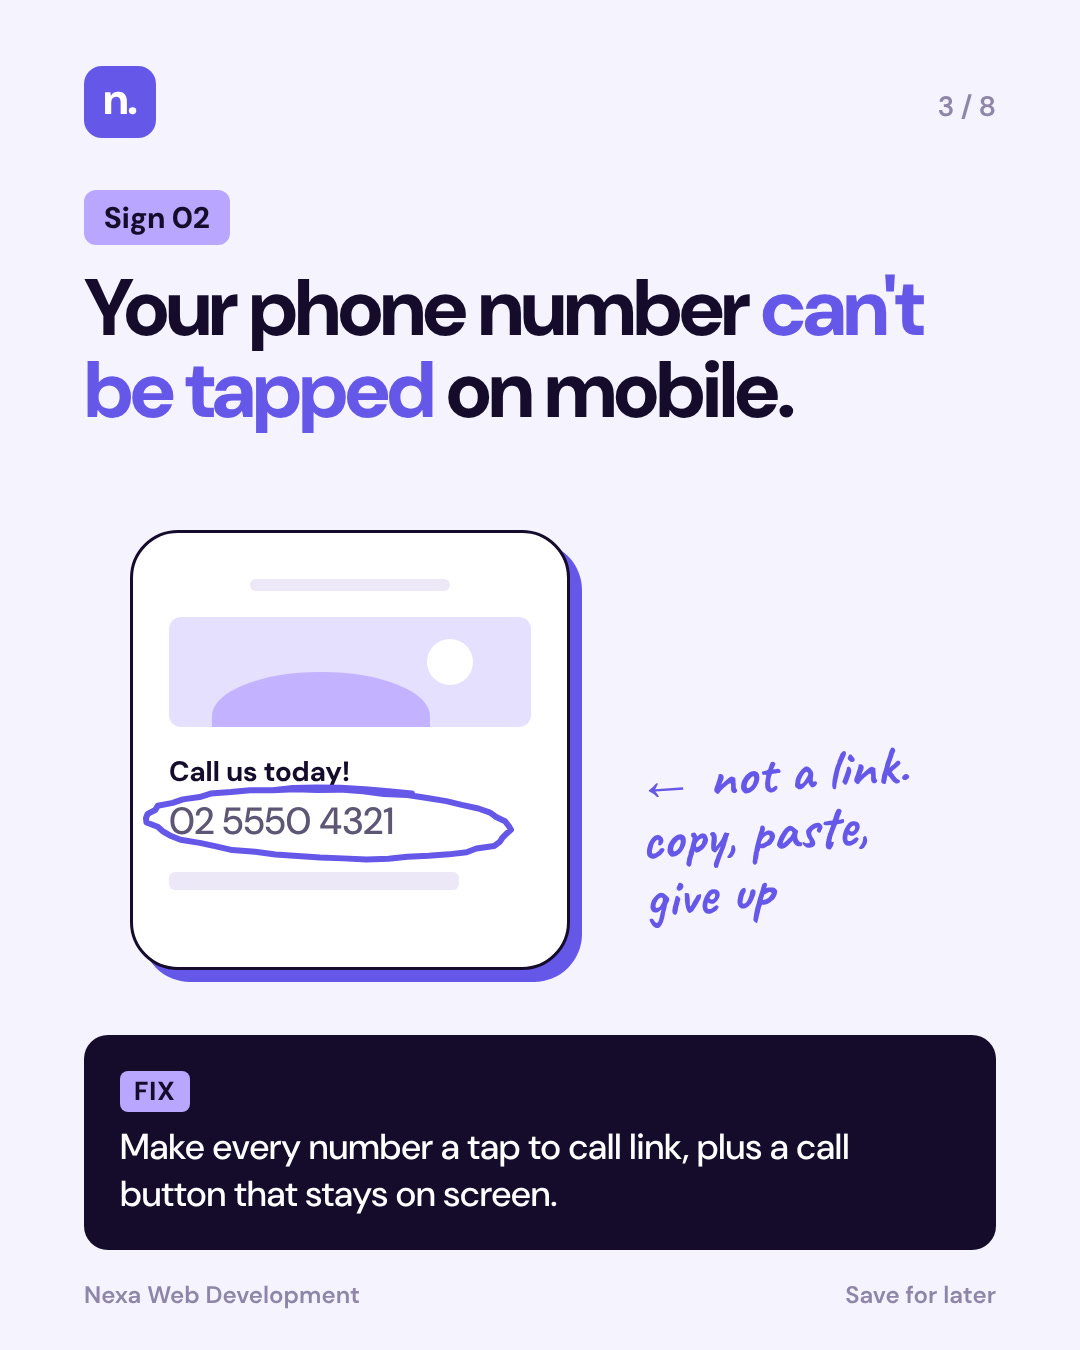 n.
3 / 8
Sign 02
Your phone number can't
be tapped on mobile.
Call us today!
02 5550 4321
← not a link.
copy, paste,
give up
FIX
Make every number a tap to call link, plus a call
button that stays on screen.
Nexa Web Development
Save for later